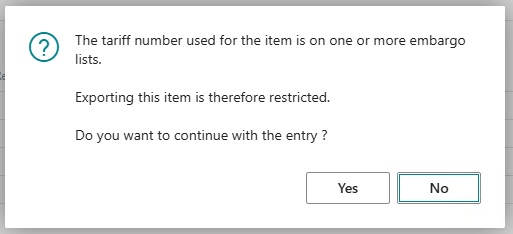 The tariff number used for the item is on one or more embargo
lists.
Exporting this item is therefore restricted.
Do you want to continue with the entry ?
Yes
No